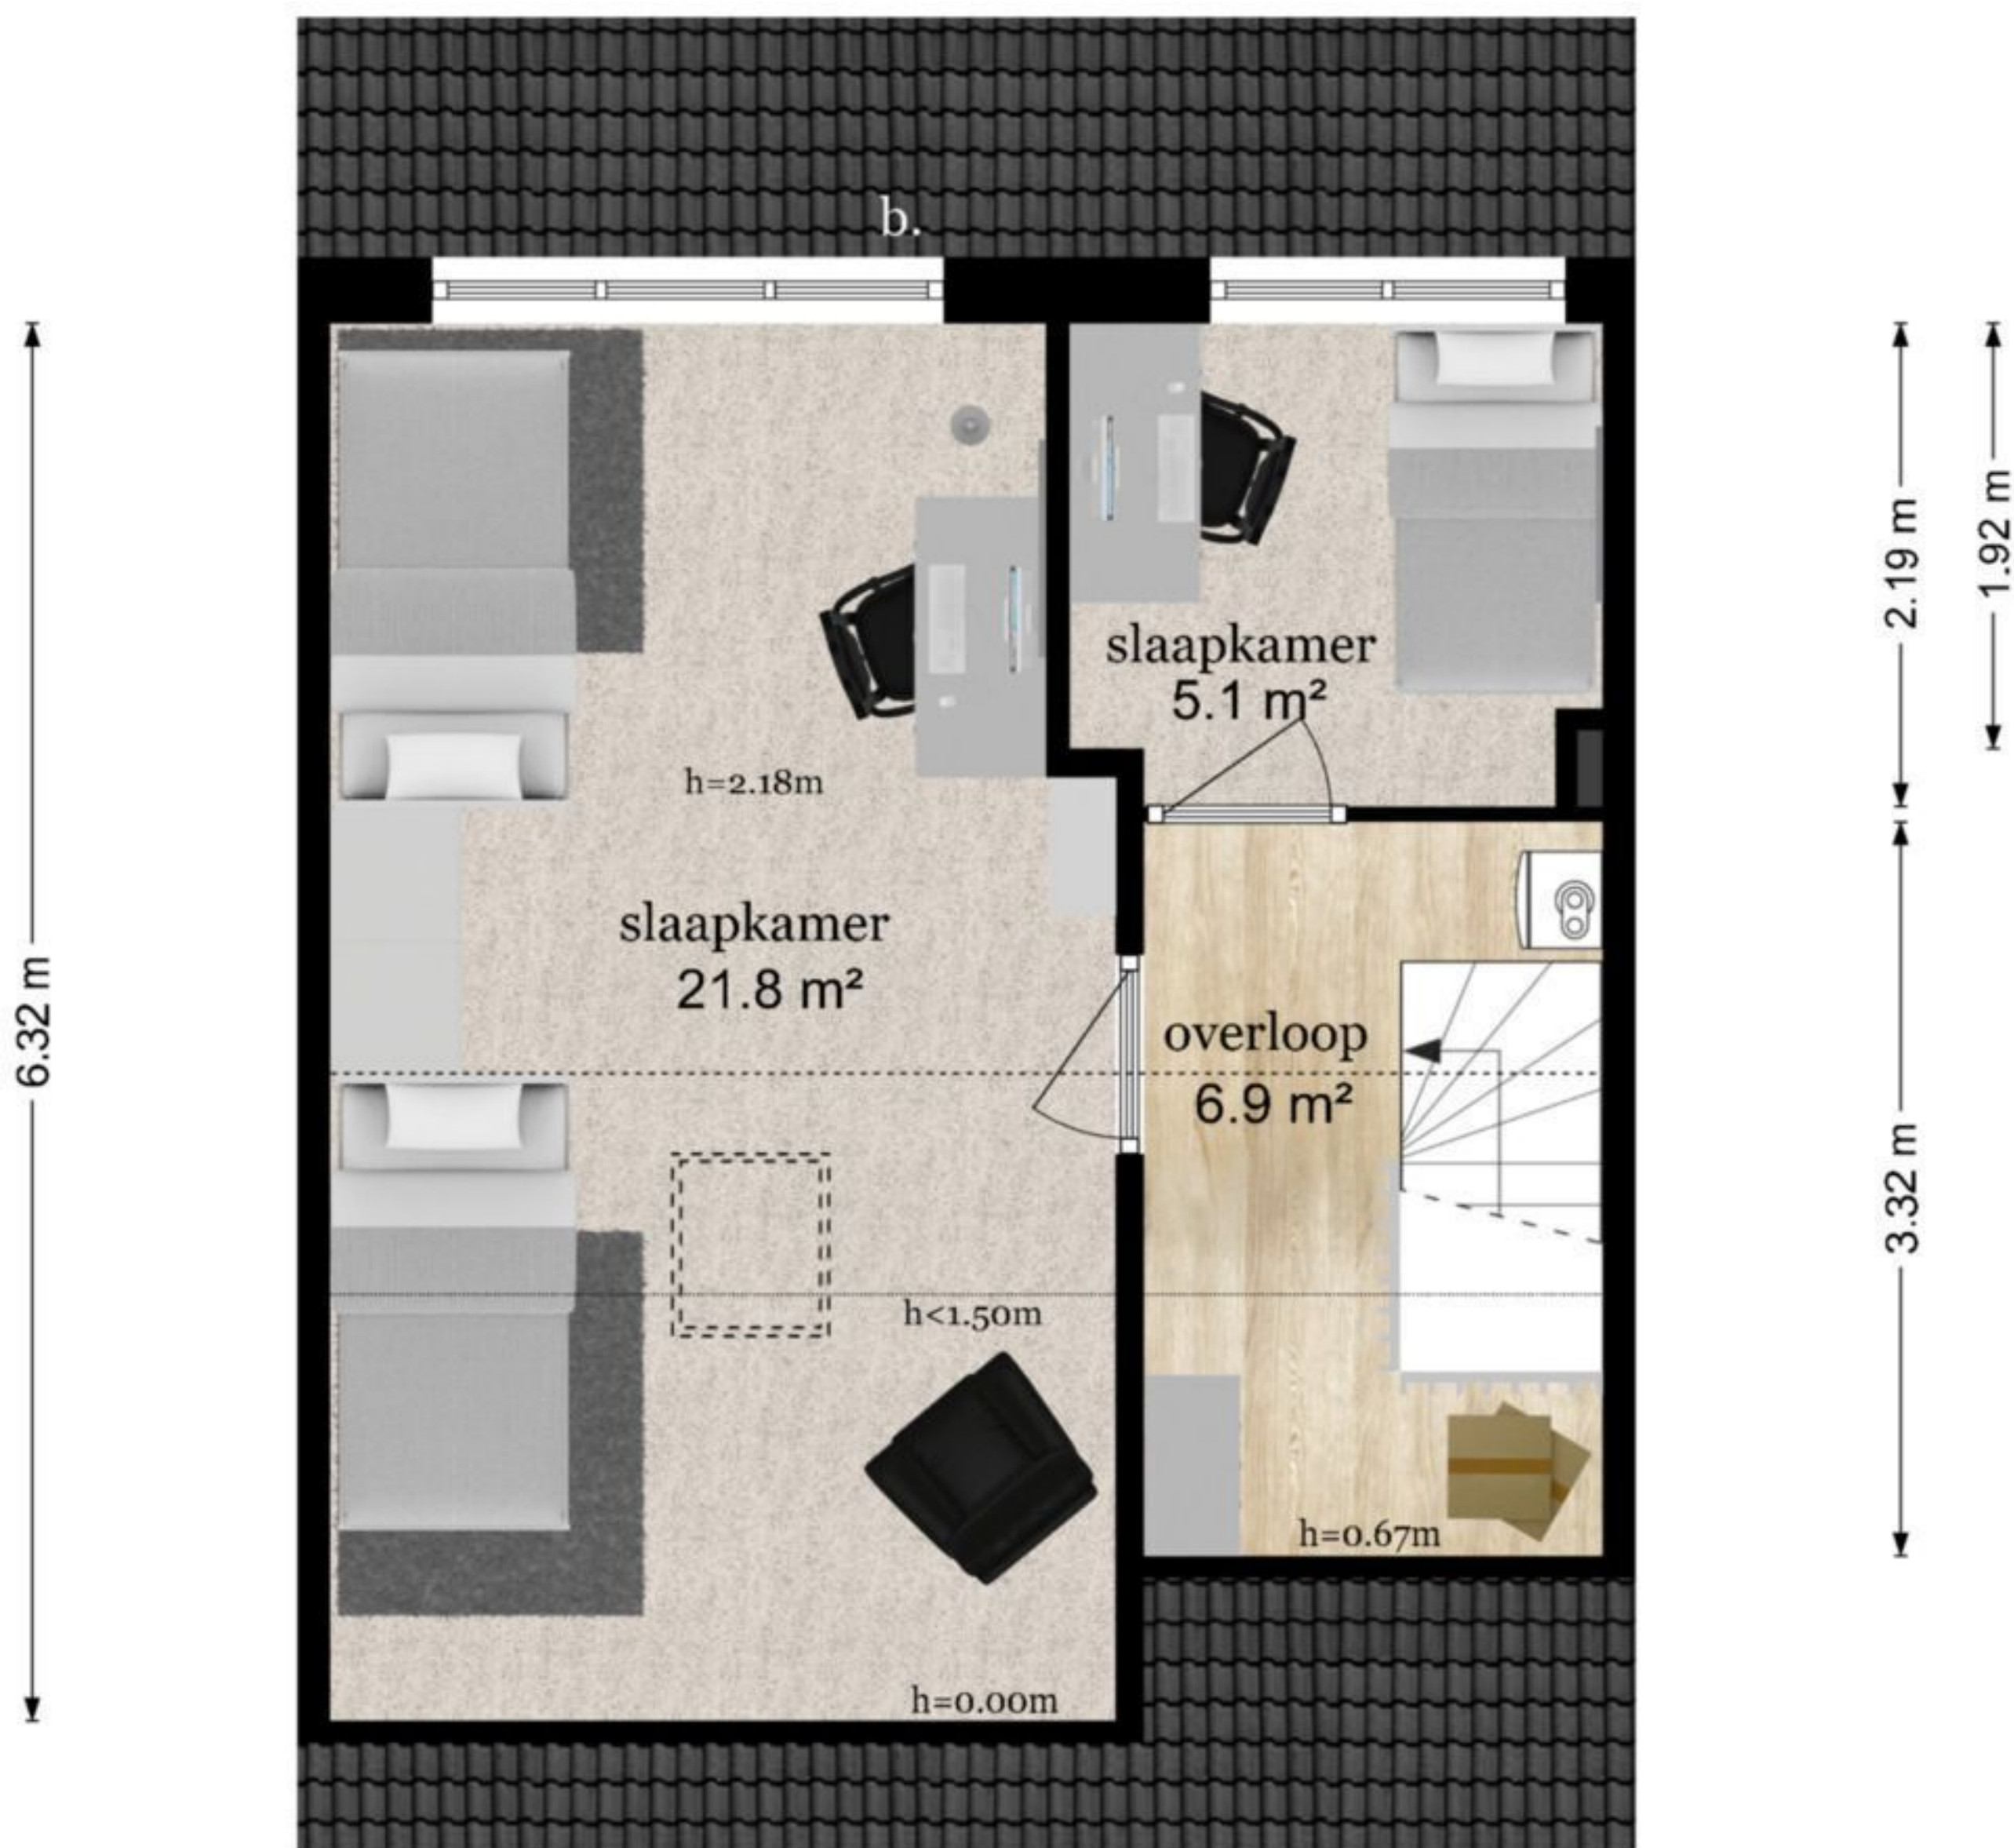 b.
2.19 m
1.92 m
slaapkamer
5.1 m²
h=2.18m
slaapkamer
21.8 m²
6.32 m
overloop
6.9 m²
3.32 m
h<1.50m
h=0.67m
h=0.00m